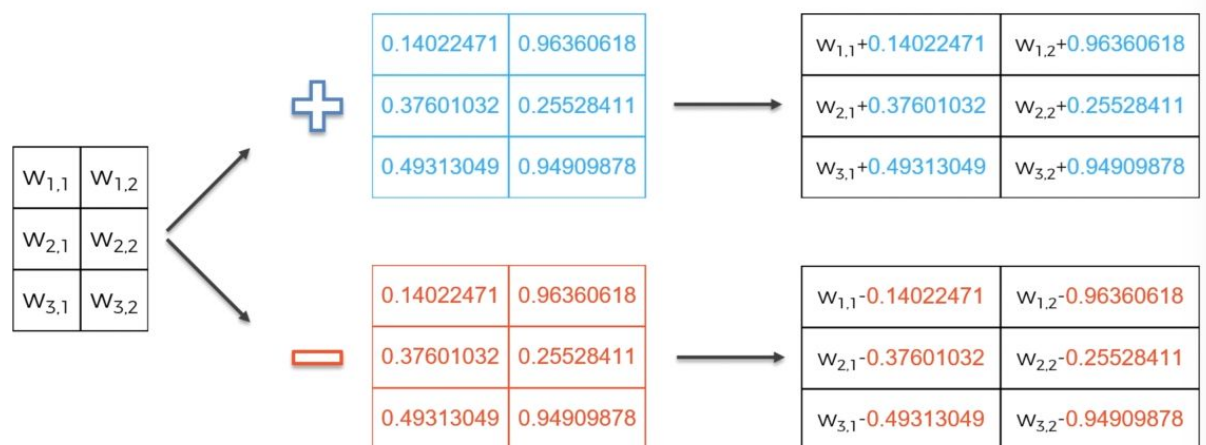 0.14022471 0.96360618
w1,1+0.14022471 w1,2+0.96360618
0.37601032 0.25528411
w2,1+0.37601032 w2,2+0.25528411
0.49313049 0.94909878
w3,1+0.49313049 w3,2+0.94909878
w1,1 w1,2
w2,1 w2,2
w3,1 w3,2
0.14022471 0.96360618
w1,1-0.14022471 w1,2-0.96360618
0.37601032 0.25528411
w2,1-0.37601032 w2,2-0.25528411
0.49313049 0.94909878
w3,1-0.49313049 w3,2-0.94909878